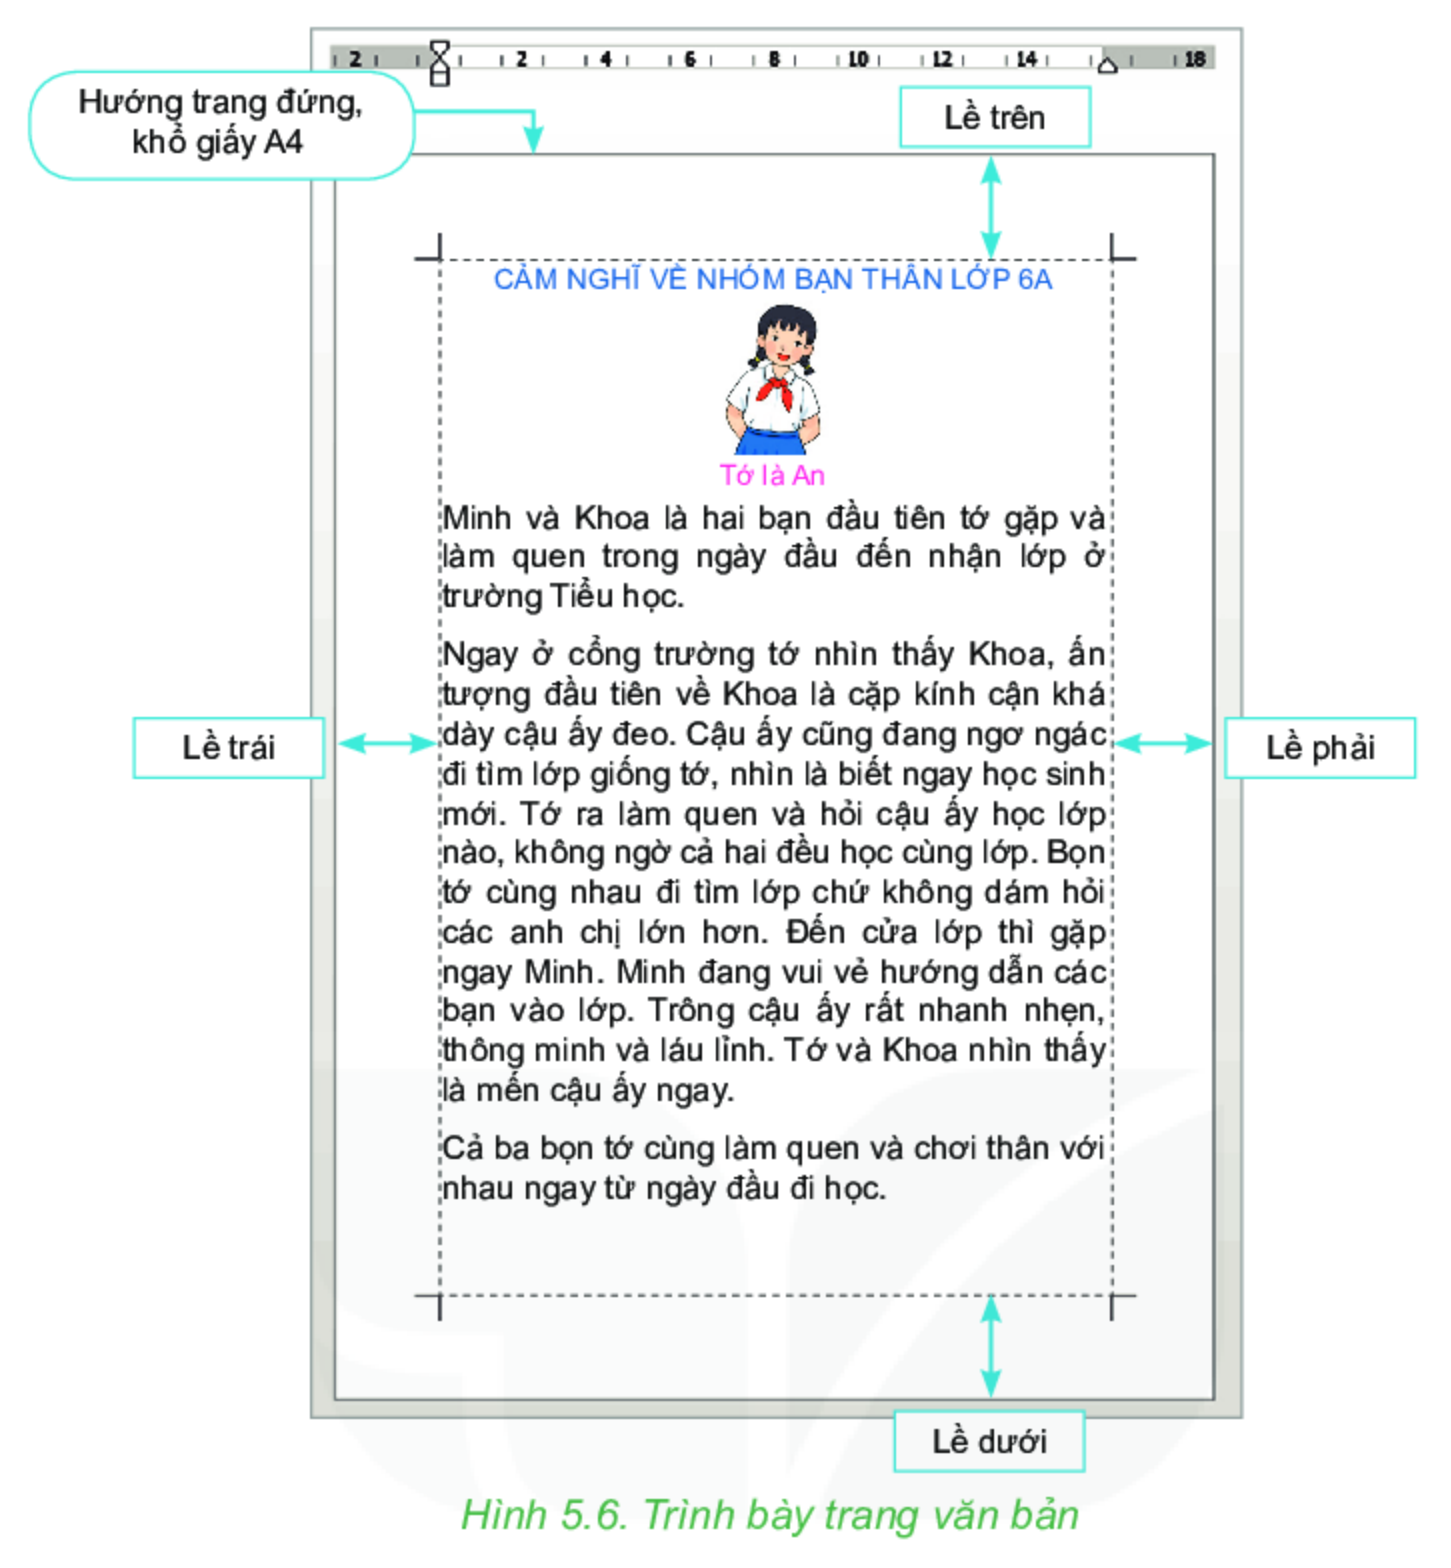 2 2 4 6 8 10 12 14 18
Hướng trang đứng,
khổ giấy A4
Lề trên
CẢM NGHĨ VỀ NHÓM BẠN THÂN LỚP 6A
Tớ là An
Minh và Khoa là hai bạn đầu tiên tớ gặp và
làm quen trong ngày đầu đến nhận lớp ở
trường Tiểu học.
Ngay ở cổng trường tớ nhìn thấy Khoa, ấn
tượng đầu tiên về Khoa là cặp kính cận khá
dày cậu ấy đeo. Cậu ấy cũng đang ngơ ngác
đi tìm lớp giống tớ, nhìn là biết ngay học sinh
mới. Tớ ra làm quen và hỏi cậu ấy học lớp
nào, không ngờ cả hai đều học cùng lớp. Bọn
tớ cùng nhau đi tìm lớp chứ không dám hỏi
các anh chị lớn hơn. Đến cửa lớp thì gặp
ngay Minh. Minh đang vui vẻ hướng dẫn các
bạn vào lớp. Trông cậu ấy rất nhanh nhẹn,
thông minh và láu lỉnh. Tớ và Khoa nhìn thấy
là mến cậu ấy ngay.
Cả ba bọn tớ cùng làm quen và chơi thân với
nhau ngay từ ngày đầu đi học.
Lề trái
Lề phải
Lề dưới
Hình 5.6. Trình bày trang văn bản